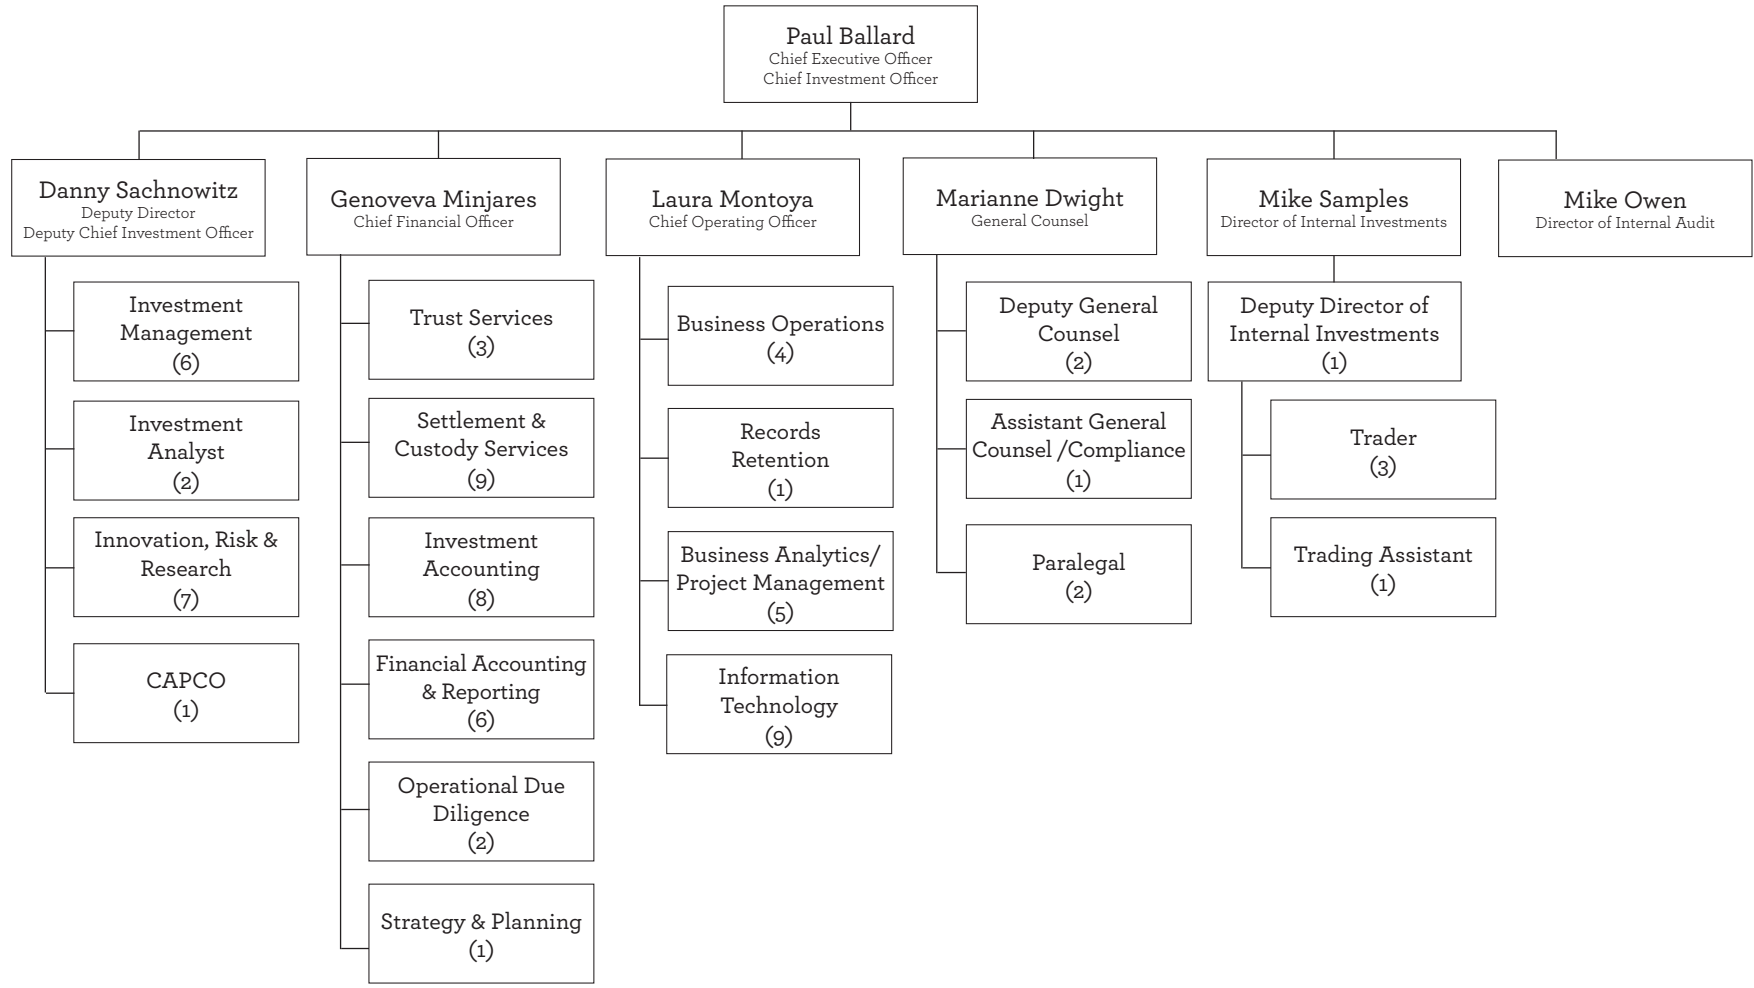 Paul Ballard
Chief Executive Officer
Chief Investment Officer
Danny Sachnowitz
Deputy Director
Deputy Chief Investment Officer
Investment
Management
(6)
Investment
Analyst
(2)
Innovation, Risk &
Research
(7)
CAPCO
(1)
Genoveva Minjares
Chief Financial Officer
Trust Services
(3)
Settlement &
Custody Services
(9)
Investment
Accounting
(8)
Financial Accounting
& Reporting
(6)
Operational Due
Diligence
(2)
Strategy & Planning
(1)
Laura Montoya
Chief Operating Officer
Business Operations
(4)
Records
Retention
(1)
Business Analytics/
Project Management
(5)
Information
Technology
(9)
Marianne Dwight
General Counsel
Deputy General
Counsel
(2)
Assistant General
Counsel /Compliance
(1)
Paralegal
(2)
Mike Samples
Director of Internal Investments
Deputy Director of
Internal Investments
(1)
Trader
(3)
Trading Assistant
(1)
Mike Owen
Director of Internal Audit